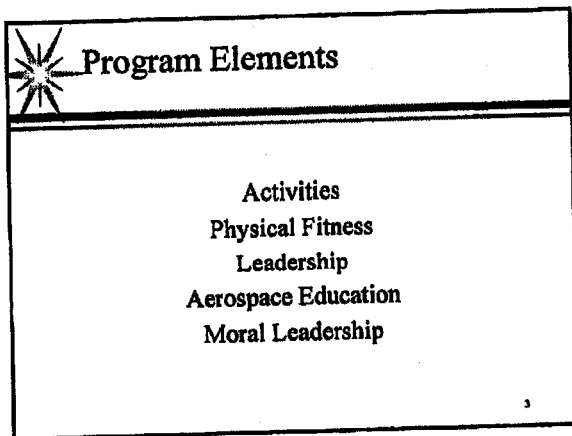 Program Elements
Activities
Physical Fitness
Leadership
Aerospace Education
Moral Leadership
3